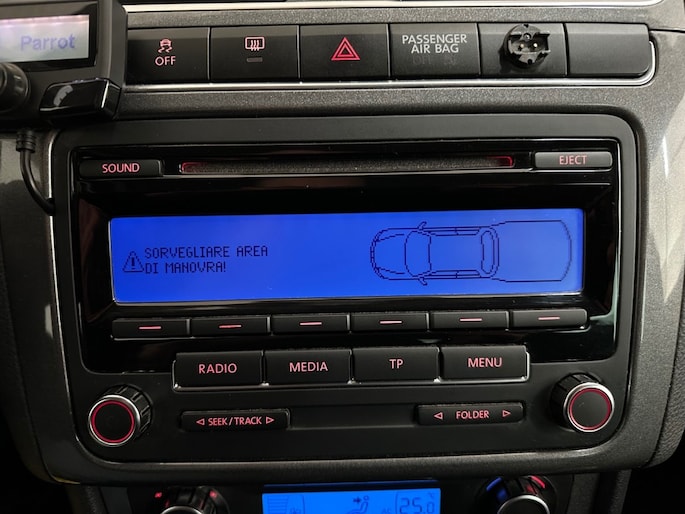 Parrot
OFF
PASSENGER
AIR BAG
SOUND
EJECT
SORVEGLIARE AREA
DI MANOVRA!
RADIO
MEDIA
TP
MENU
SEEK/TRACK
FOLDER
25.0°C